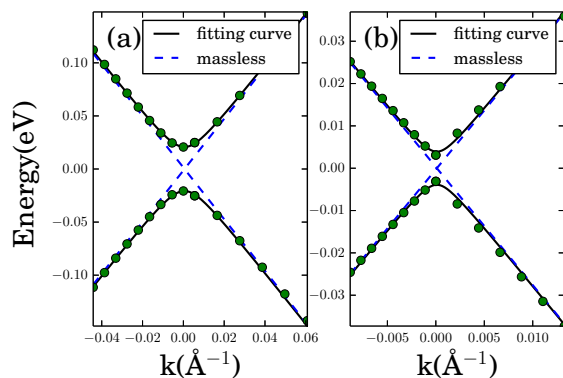 (a)
fitting curve
massless
0.10
0.05
0.00
−0.05
−0.10
−0.04 −0.02 0.00 0.02 0.04 0.06
k(Å⁻¹)
Energy(eV)
(b)
fitting curve
massless
0.03
0.02
0.01
0.00
−0.01
−0.02
−0.03
−0.005 0.000 0.005 0.010
k(Å⁻¹)